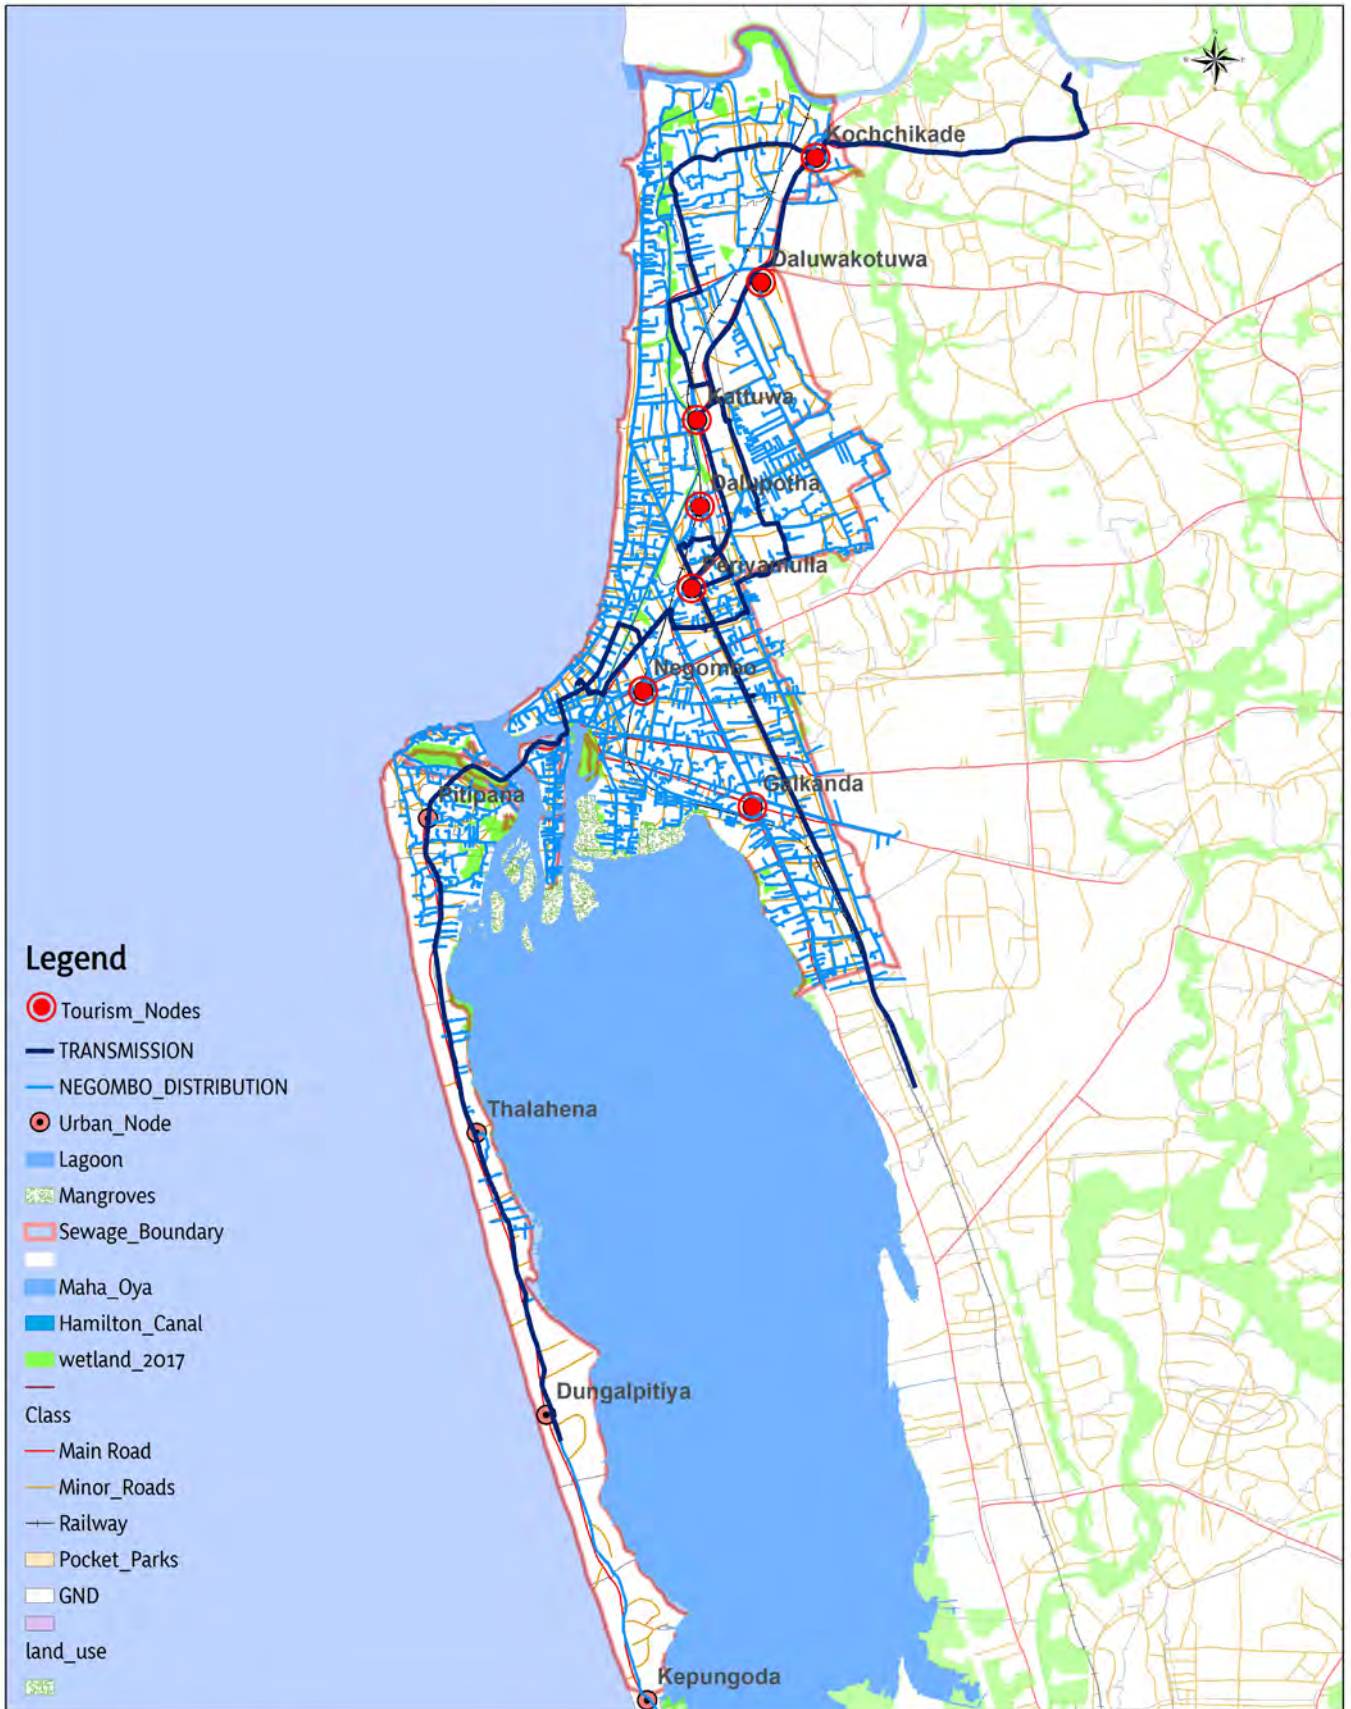 Kochchikade
Daluwakotuwa
Kattuwa
Dalupotha
Periyamulla
Negombo
Galkanda
Pitipana
Thalahena
Dungalpitiya
Kepungoda
Legend
Tourism_Nodes
TRANSMISSION
NEGOMBO_DISTRIBUTION
Urban_Node
Lagoon
Mangroves
Sewage_Boundary
Maha_Oya
Hamilton_Canal
wetland_2017
Class
Main Road
Minor_Roads
Railway
Pocket_Parks
GND
land_use